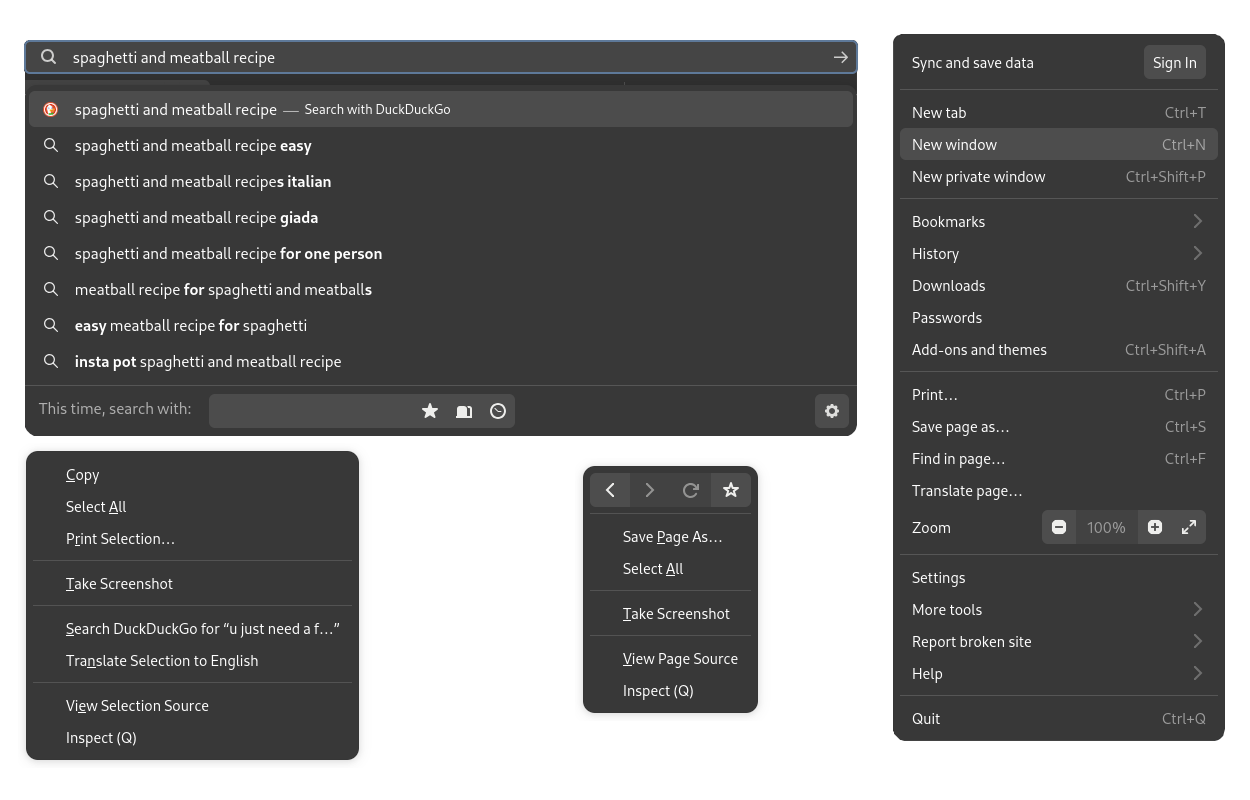 spaghetti and meatball recipe
spaghetti and meatball recipe — Search with DuckDuckGo
spaghetti and meatball recipe easy
spaghetti and meatball recipes italian
spaghetti and meatball recipe giada
spaghetti and meatball recipe for one person
meatball recipe for spaghetti and meatballs
easy meatball recipe for spaghetti
insta pot spaghetti and meatball recipe
This time, search with:
Copy
Select All
Print Selection…
Take Screenshot
Search DuckDuckGo for “u just need a f…”
Translate Selection to English
View Selection Source
Inspect (Q)
Save Page As…
Select All
Take Screenshot
View Page Source
Inspect (Q)
Sync and save data Sign In
New tab Ctrl+T
New window Ctrl+N
New private window Ctrl+Shift+P
Bookmarks
History
Downloads Ctrl+Shift+Y
Passwords
Add-ons and themes Ctrl+Shift+A
Print… Ctrl+P
Save page as… Ctrl+S
Find in page… Ctrl+F
Translate page…
Zoom 100%
Settings
More tools
Report broken site
Help
Quit Ctrl+Q